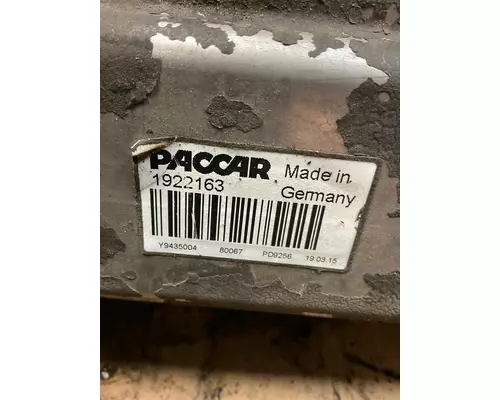 PACCAR Made in
1922163 Germany
Y9435004 80067 PD9256 19.03.15